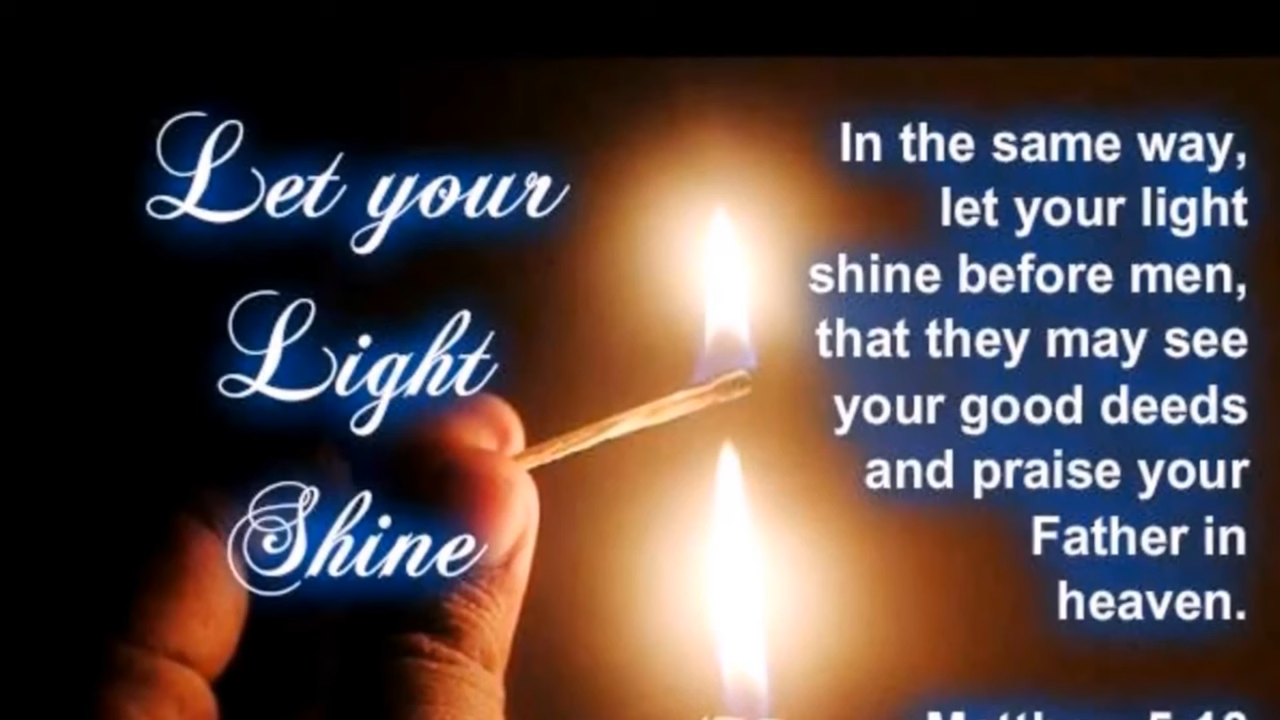 Let your
Light
Shine
In the same way,
let your light
shine before men,
that they may see
your good deeds
and praise your
Father in
heaven.